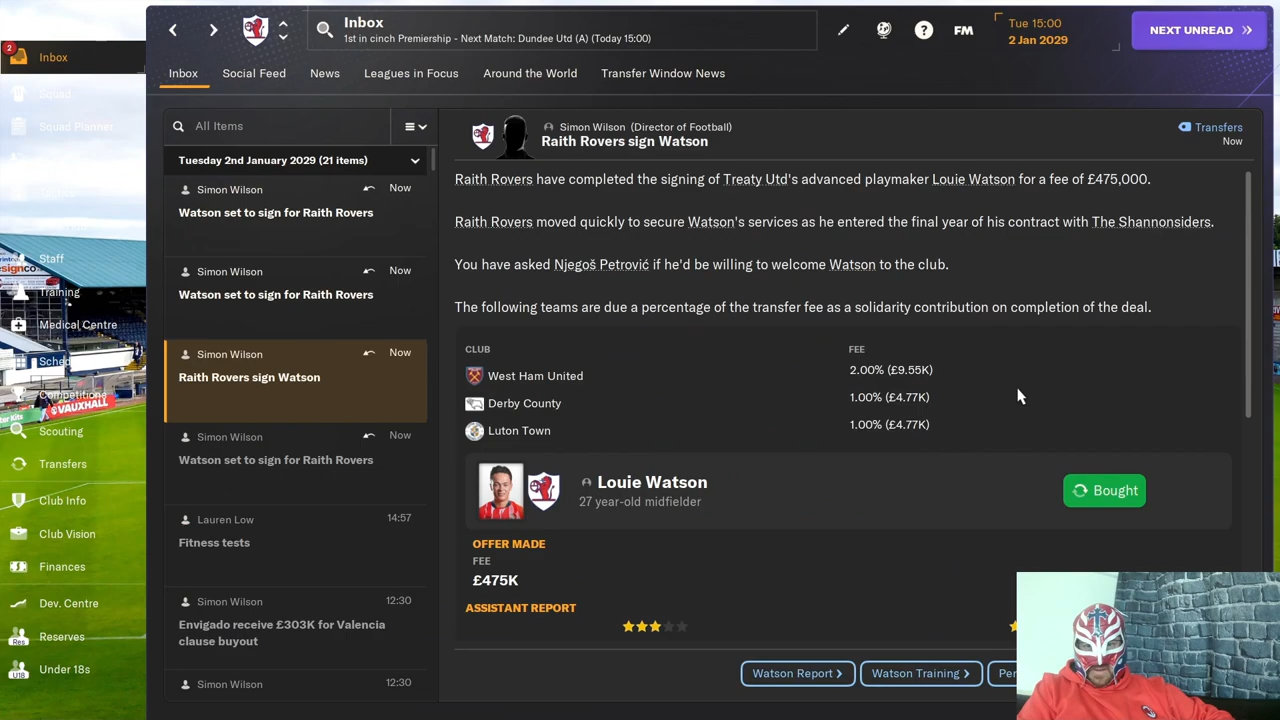 Inbox
1st in cinch Premiership - Next Match: Dundee Utd (A) (Today 15:00)
FM
Tue 15:00
2 Jan 2029
NEXT UNREAD
2
Inbox
Squad
Squad Planner
Staff
Training
Medical Centre
Sched
Competitions
Scouting
Transfers
Club Info
Club Vision
Finances
Dev. Centre
Res
Reserves
U18
Under 18s
VAUXHALL
Inbox
Social Feed
News
Leagues in Focus
Around the World
Transfer Window News
All Items
Tuesday 2nd January 2029 (21 items)
Simon Wilson
Now
Watson set to sign for Raith Rovers
Simon Wilson
Now
Watson set to sign for Raith Rovers
Simon Wilson
Now
Raith Rovers sign Watson
Simon Wilson
Now
Watson set to sign for Raith Rovers
Lauren Low
14:57
Fitness tests
Simon Wilson
12:30
Envigado receive £303K for Valencia
clause buyout
Simon Wilson
12:30
Simon Wilson (Director of Football)
Raith Rovers sign Watson
Transfers
Now
Raith Rovers have completed the signing of Treaty Utd's advanced playmaker Louie Watson for a fee of £475,000.
Raith Rovers moved quickly to secure Watson's services as he entered the final year of his contract with The Shannonsiders.
You have asked Njegoš Petrović if he'd be willing to welcome Watson to the club.
The following teams are due a percentage of the transfer fee as a solidarity contribution on completion of the deal.
CLUB
FEE
West Ham United
2.00% (£9.55K)
Derby County
1.00% (£4.77K)
Luton Town
1.00% (£4.77K)
Louie Watson
27 year-old midfielder
Bought
OFFER MADE
FEE
£475K
ASSISTANT REPORT
Watson Report
Watson Training
Per